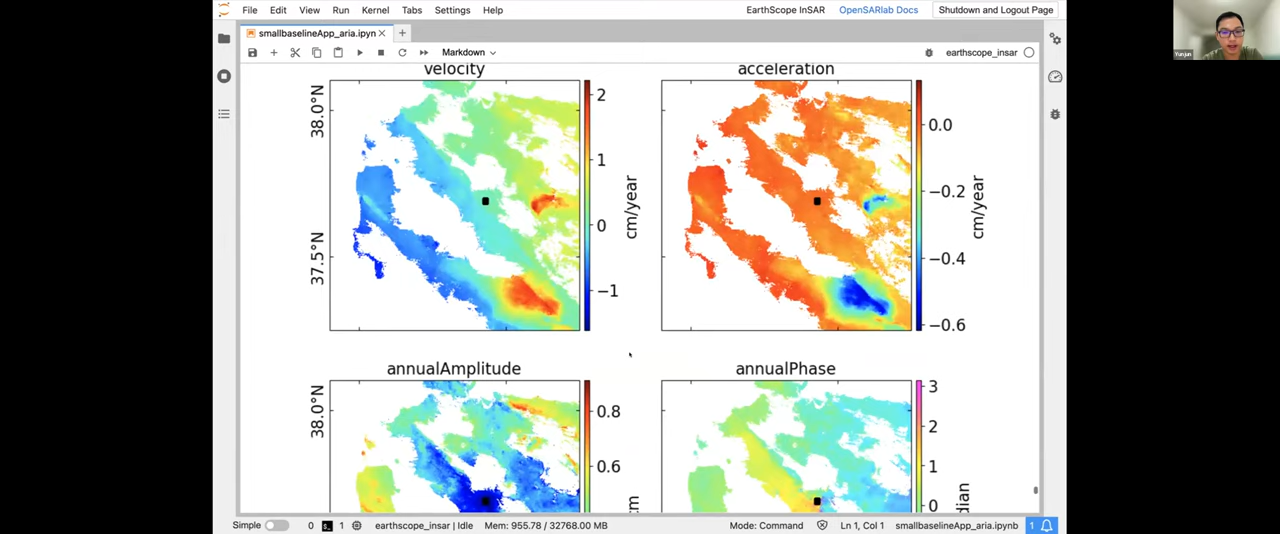 File Edit View Run Kernel Tabs Settings Help EarthScope InSAR OpenSARlab Docs Shutdown and Logout Page
smallbaselineApp_aria.ipyn
Markdown earthscope_insar
Yunjun
velocity acceleration
38.0°N
37.5°N
2
1
0
−1
cm/year
0.0
−0.2
−0.4
−0.6
cm/year
annualAmplitude annualPhase
38.0°N
0.8
0.6
cm
3
2
1
0
dian
Simple 0 1 earthscope_insar | Idle Mem: 955.78 / 32768.00 MB Mode: Command Ln 1, Col 1 smallbaselineApp_aria.ipynb 1